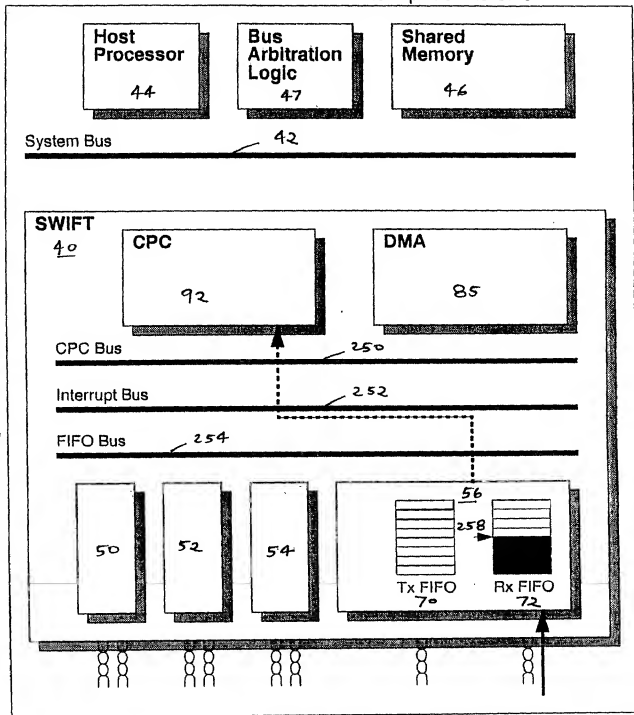 Host Processor
44
Bus Arbitration Logic
47
Shared Memory
46
System Bus
42
SWIFT
40
CPC
92
DMA
85
CPC Bus
250
Interrupt Bus
252
FIFO Bus
254
50
52
54
56
258
Tx FIFO
70
Rx FIFO
72